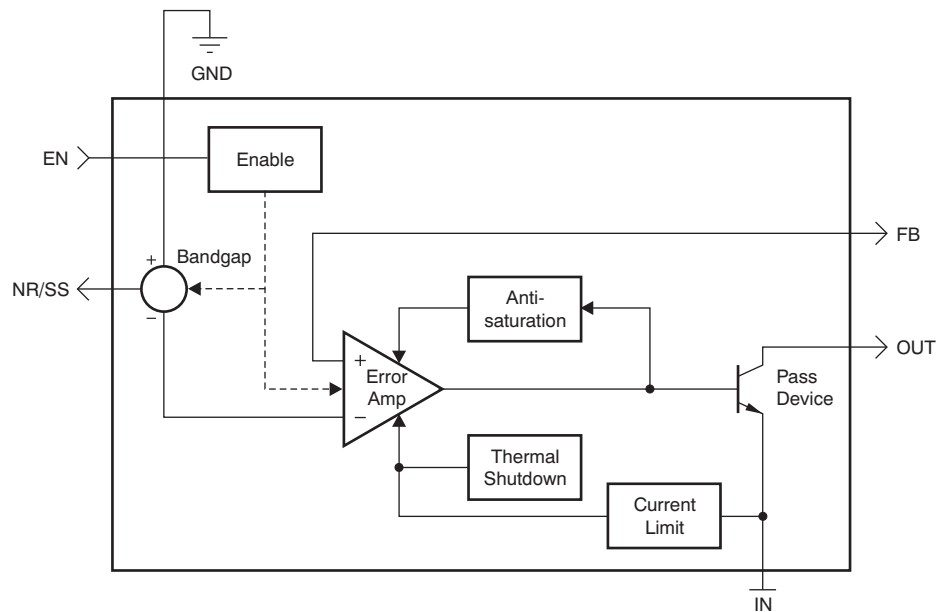 GND
EN
Enable
+
Bandgap
FB
NR/SS
−
Anti-
saturation
OUT
+
Error
Amp
−
Pass
Device
Thermal
Shutdown
Current
Limit
IN